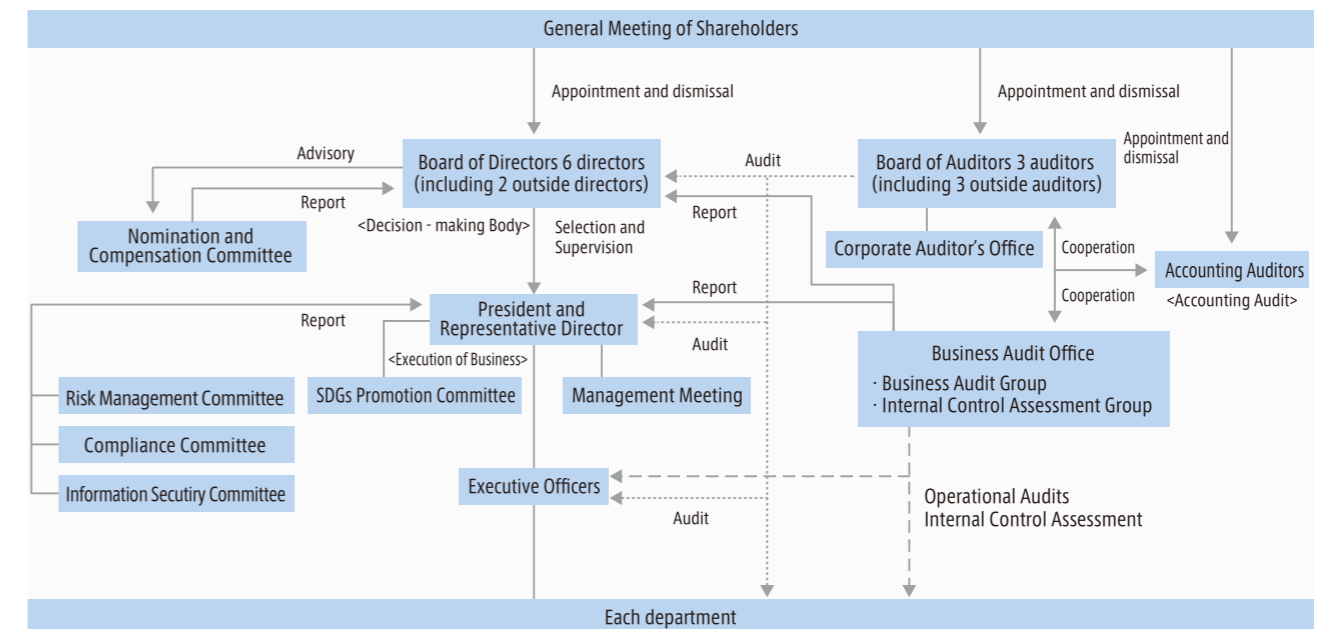 General Meeting of Shareholders
Appointment and dismissal
Appointment and dismissal
Appointment and
dismissal
Advisory
Board of Directors 6 directors
(including 2 outside directors)
Audit
Board of Auditors 3 auditors
(including 3 outside auditors)
Report
Report
<Decision - making Body>
Selection and
Supervision
Nomination and
Compensation Committee
Corporate Auditor's Office
Cooperation
Accounting Auditors
<Accounting Audit>
Cooperation
Report
President and
Representative Director
Report
Audit
<Execution of Business>
Business Audit Office
· Business Audit Group
· Internal Control Assessment Group
Risk Management Committee
SDGs Promotion Committee
Management Meeting
Compliance Committee
Information Secutiry Committee
Executive Officers
Audit
Operational Audits
Internal Control Assessment
Each department